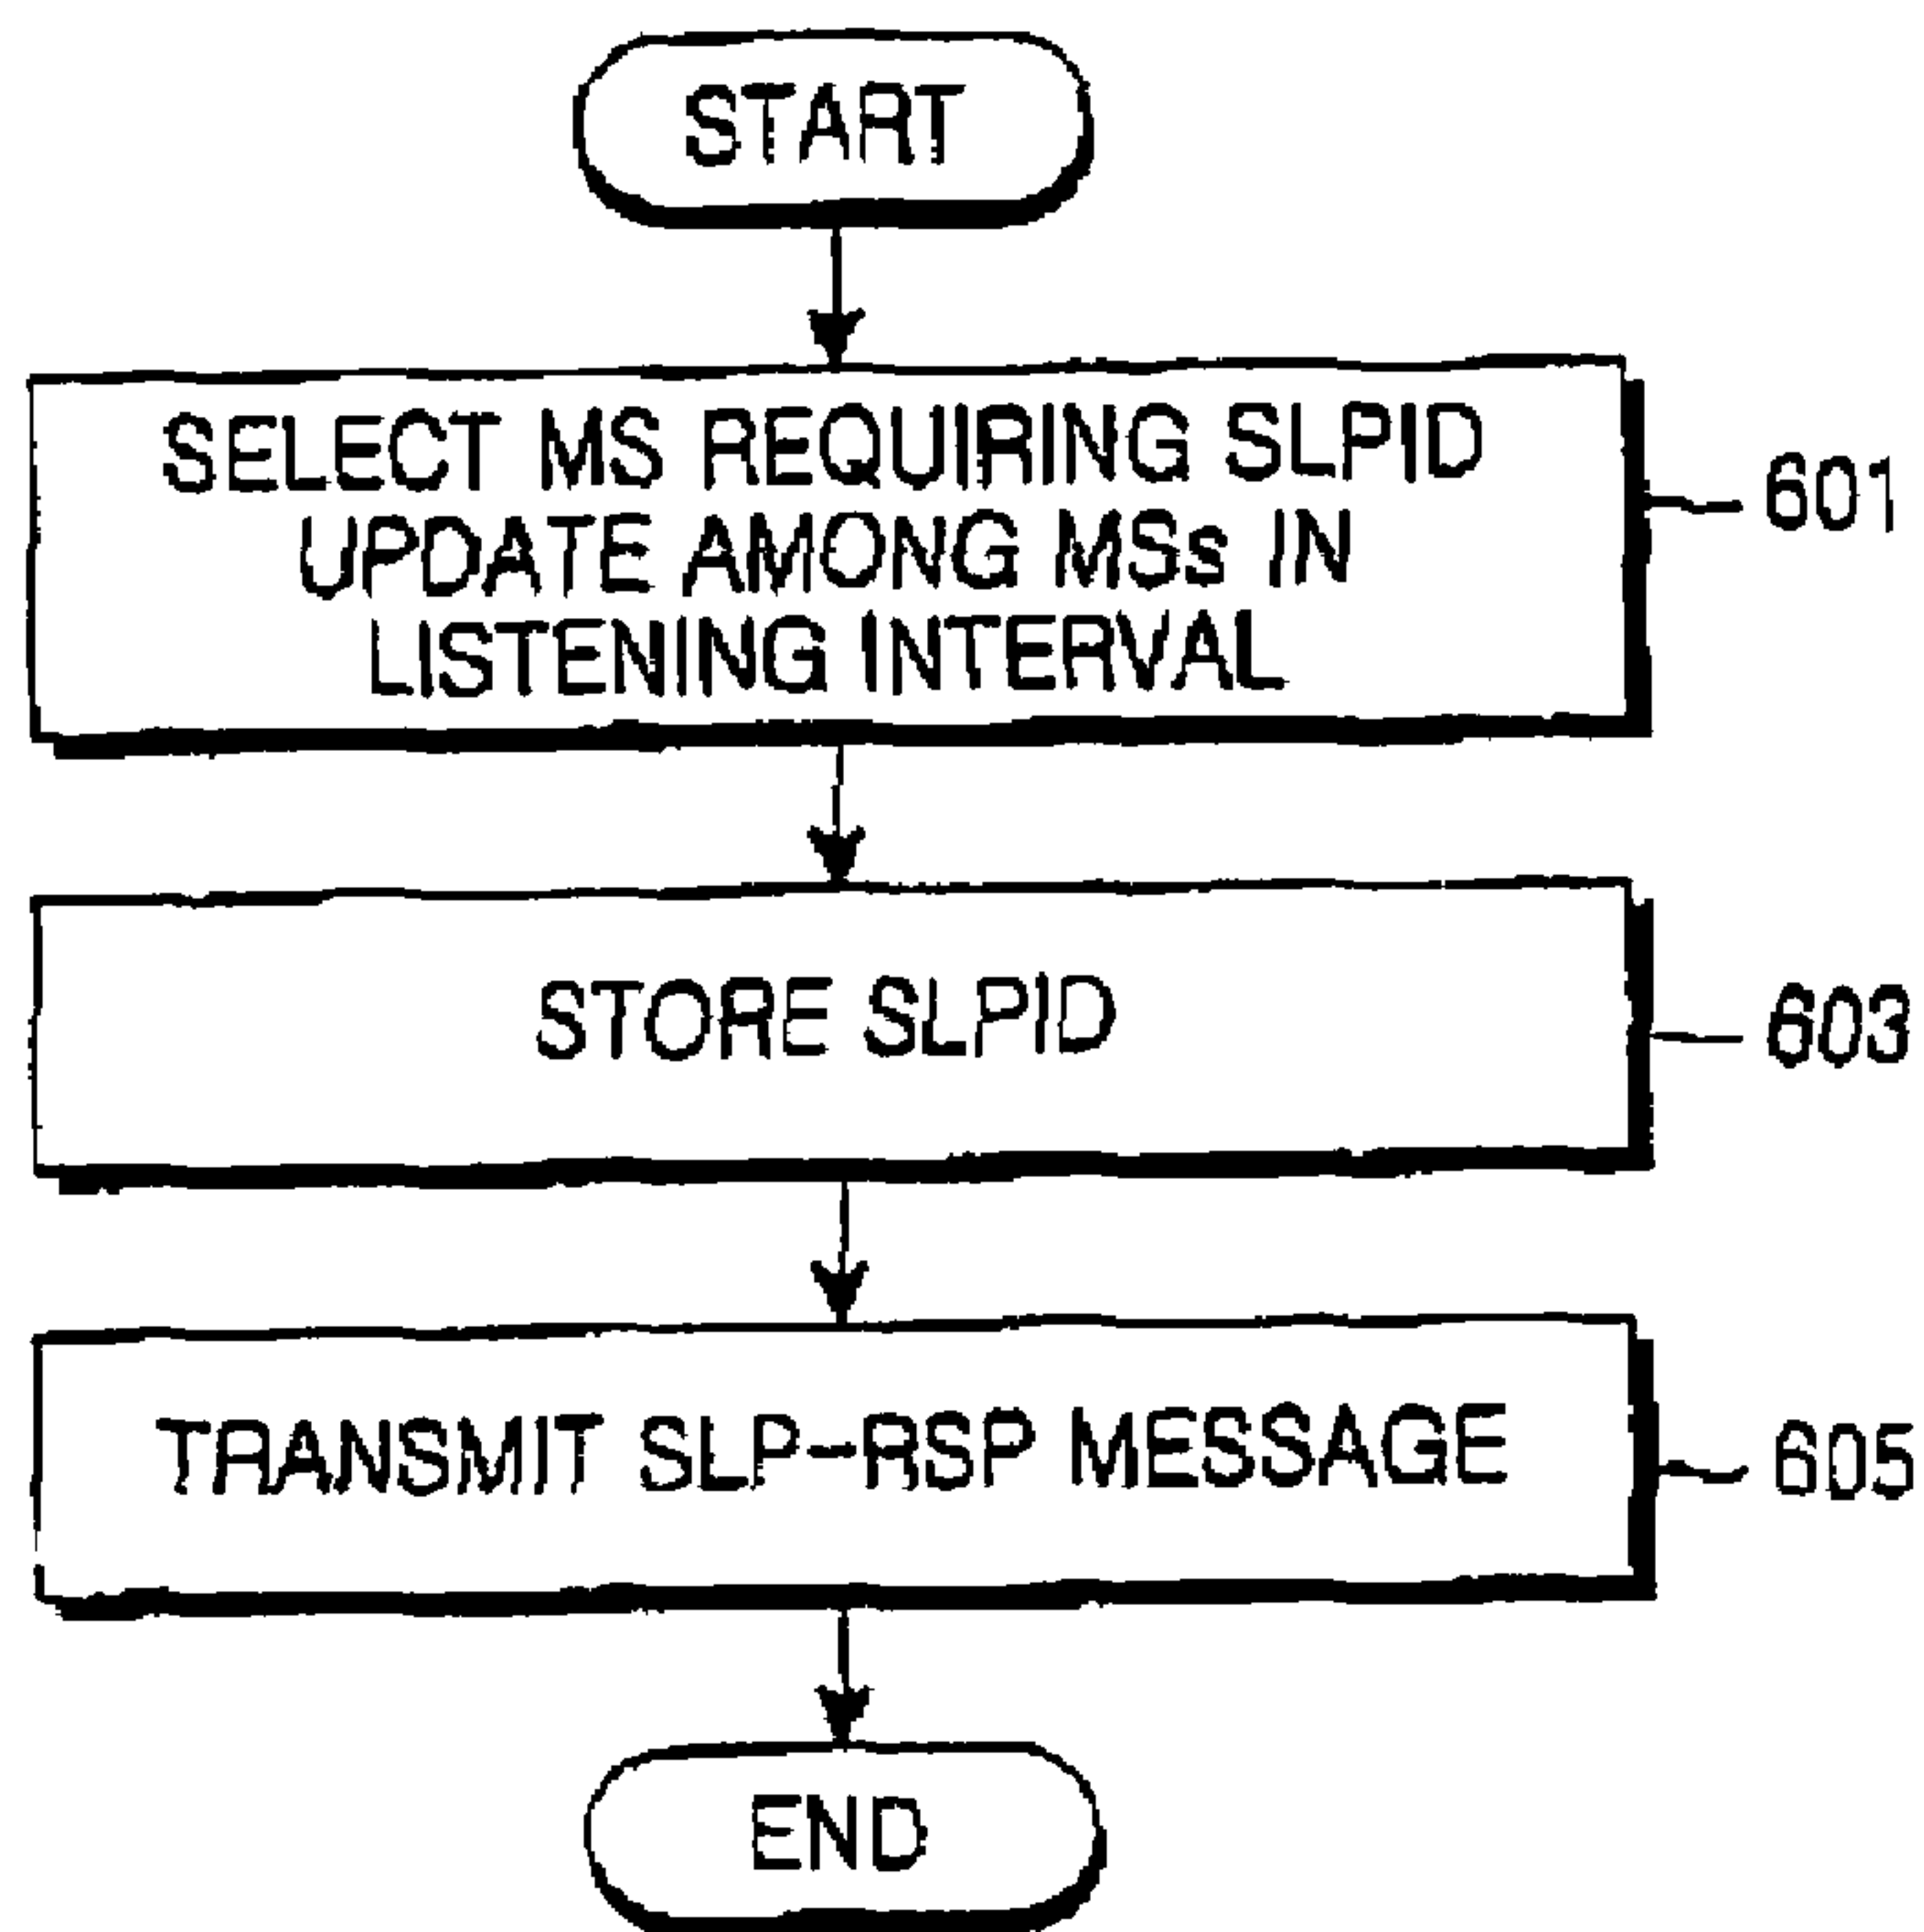 START
SELECT MS REQUIRING SLPID
UPDATE AMONG MSs IN
LISTENING INTERVAL
601
STORE SLPID
603
TRANSMIT SLP-RSP MESSAGE
605
END